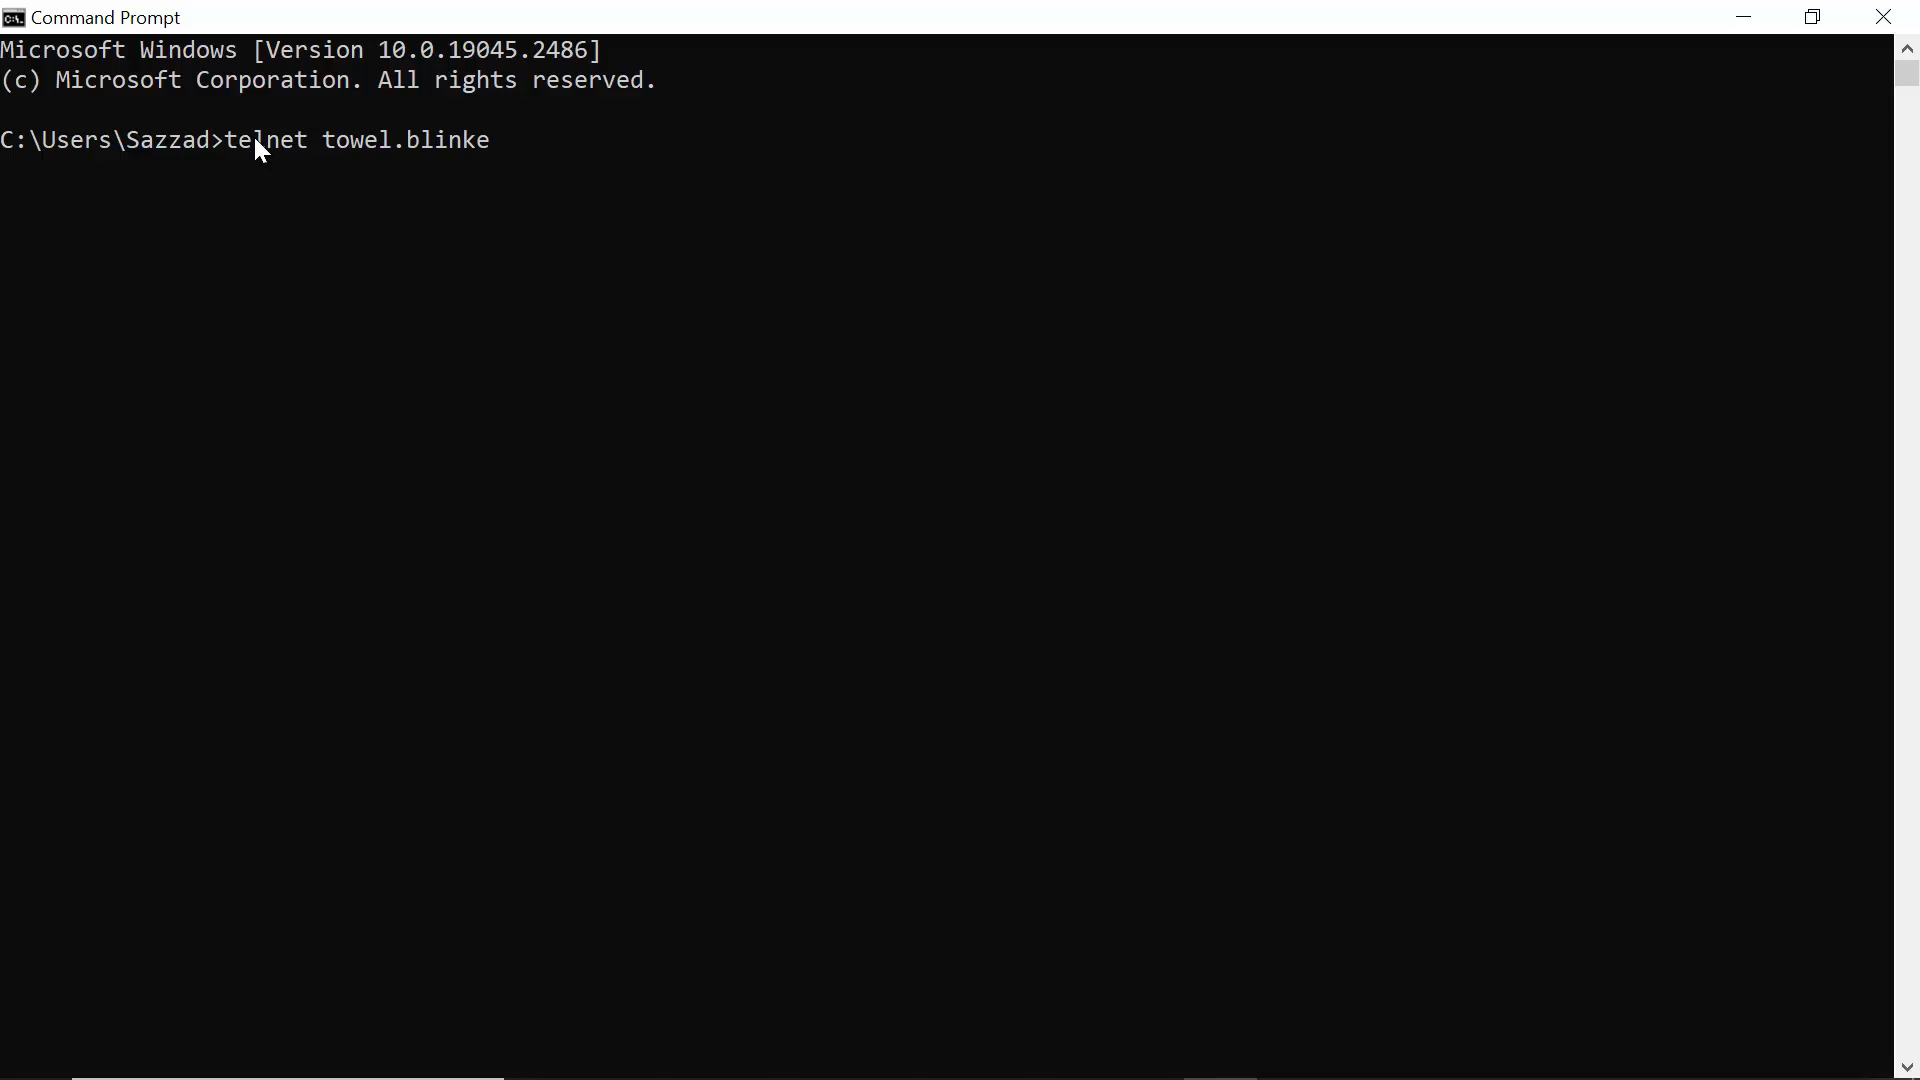 Command Prompt
Microsoft Windows [Version 10.0.19045.2486]
(c) Microsoft Corporation. All rights reserved.
C:\Users\Sazzad>telnet towel.blinke